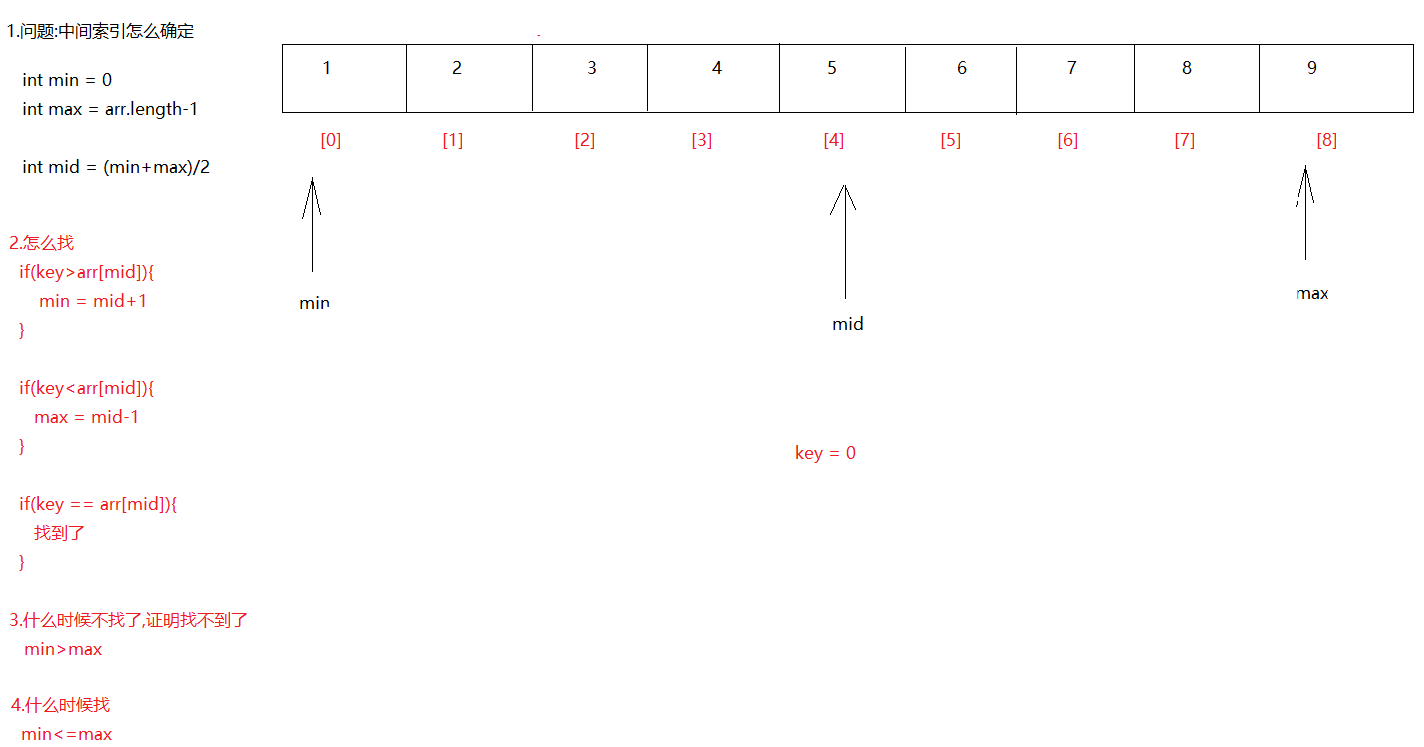 1.问题:中间索引怎么确定
int min = 0
int max = arr.length-1
int mid = (min+max)/2
2.怎么找
if(key>arr[mid]){
min = mid+1
}
if(key<arr[mid]){
max = mid-1
}
if(key == arr[mid]){
找到了
}
3.什么时候不找了,证明找不到了
min>max
4.什么时候找
min<=max
1 2 3 4 5 6 7 8 9
[0] [1] [2] [3] [4] [5] [6] [7] [8]
min
mid
max
key = 0